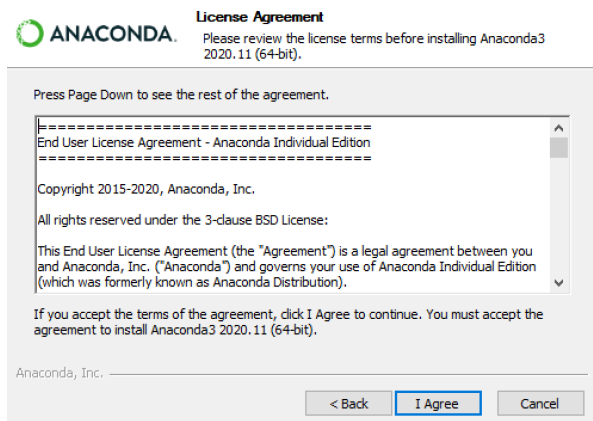 ANACONDA.
License Agreement
Please review the license terms before installing Anaconda3
2020.11 (64-bit).
Press Page Down to see the rest of the agreement.
===================================
End User License Agreement - Anaconda Individual Edition
===================================
Copyright 2015-2020, Anaconda, Inc.
All rights reserved under the 3-clause BSD License:
This End User License Agreement (the "Agreement") is a legal agreement between you
and Anaconda, Inc. ("Anaconda") and governs your use of Anaconda Individual Edition
(which was formerly known as Anaconda Distribution).
If you accept the terms of the agreement, click I Agree to continue. You must accept the
agreement to install Anaconda3 2020.11 (64-bit).
Anaconda, Inc.
< Back
I Agree
Cancel